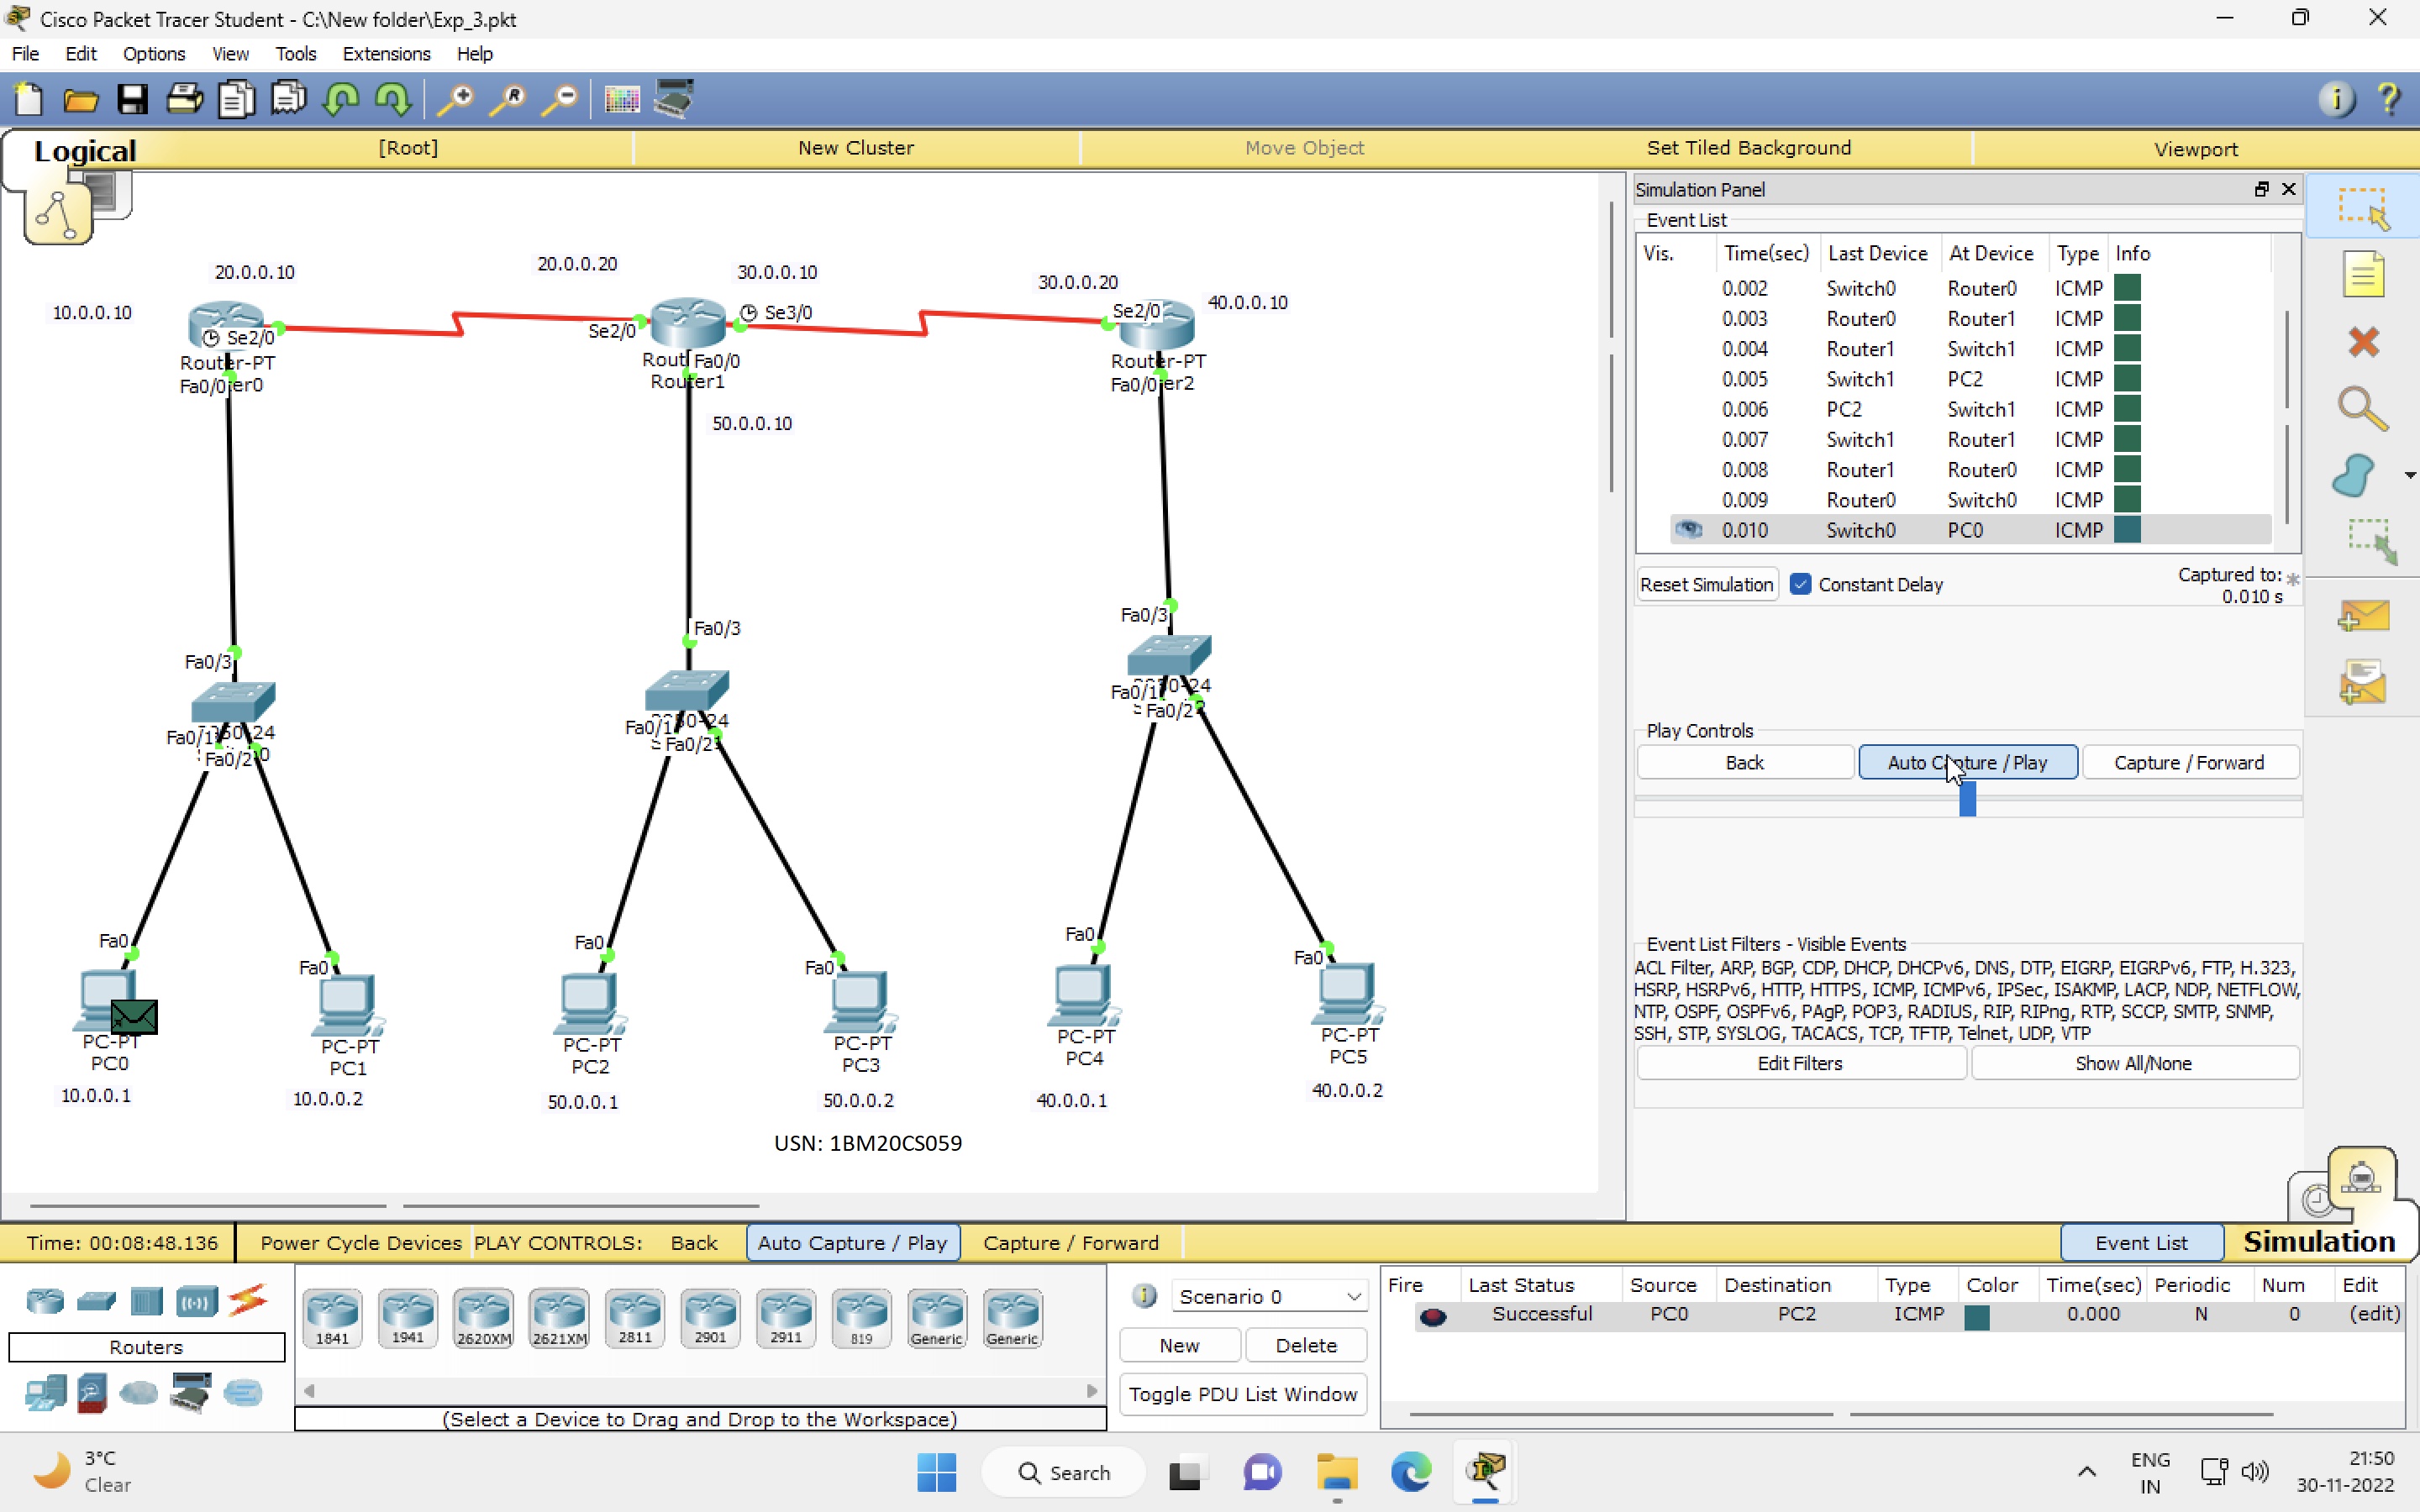 Cisco Packet Tracer Student - C:\New folder\Exp_3.pkt
File Edit Options View Tools Extensions Help
Logical [Root] New Cluster Move Object Set Tiled Background Viewport
20.0.0.10
20.0.0.20
30.0.0.10
30.0.0.20
10.0.0.10
40.0.0.10
Se2/0
Router-PT
Fa0/0
Se2/0
Se3/0
Fa0/0
Router1
50.0.0.10
Se2/0
Router-PT
Fa0/0
Fa0/3
Fa0/1
Fa0/2
Fa0/3
Fa0/1
Fa0/2
Fa0/3
Fa0/1
Fa0/2
Fa0
Fa0
Fa0
Fa0
Fa0
Fa0
PC-PT
PC0
10.0.0.1
PC-PT
PC1
10.0.0.2
PC-PT
PC2
50.0.0.1
PC-PT
PC3
50.0.0.2
PC-PT
PC4
40.0.0.1
PC-PT
PC5
40.0.0.2
USN: 1BM20CS059
Simulation Panel
Event List
Vis. Time(sec) Last Device At Device Type Info
0.002 Switch0 Router0 ICMP
0.003 Router0 Router1 ICMP
0.004 Router1 Switch1 ICMP
0.005 Switch1 PC2 ICMP
0.006 PC2 Switch1 ICMP
0.007 Switch1 Router1 ICMP
0.008 Router1 Router0 ICMP
0.009 Router0 Switch0 ICMP
0.010 Switch0 PC0 ICMP
Reset Simulation Constant Delay Captured to: *
0.010 s
Play Controls
Back Auto Capture / Play Capture / Forward
Event List Filters - Visible Events
ACL Filter, ARP, BGP, CDP, DHCP, DHCPv6, DNS, DTP, EIGRP, EIGRPv6, FTP, H.323,
HSRP, HSRPv6, HTTP, HTTPS, ICMP, ICMPv6, IPSec, ISAKMP, LACP, NDP, NETFLOW,
NTP, OSPF, OSPFv6, PAgP, POP3, RADIUS, RIP, RIPng, RTP, SCCP, SMTP, SNMP,
SSH, STP, SYSLOG, TACACS, TCP, TFTP, Telnet, UDP, VTP
Edit Filters Show All/None
Time: 00:08:48.136 Power Cycle Devices PLAY CONTROLS: Back Auto Capture / Play Capture / Forward Event List Simulation
Routers
1841 1941 2620XM 2621XM 2811 2901 2911 819 Generic Generic
(Select a Device to Drag and Drop to the Workspace)
Scenario 0
New Delete
Toggle PDU List Window
Fire Last Status Source Destination Type Color Time(sec) Periodic Num Edit
Successful PC0 PC2 ICMP 0.000 N 0 (edit)
3°C
Clear
Search
ENG
IN
21:50
30-11-2022